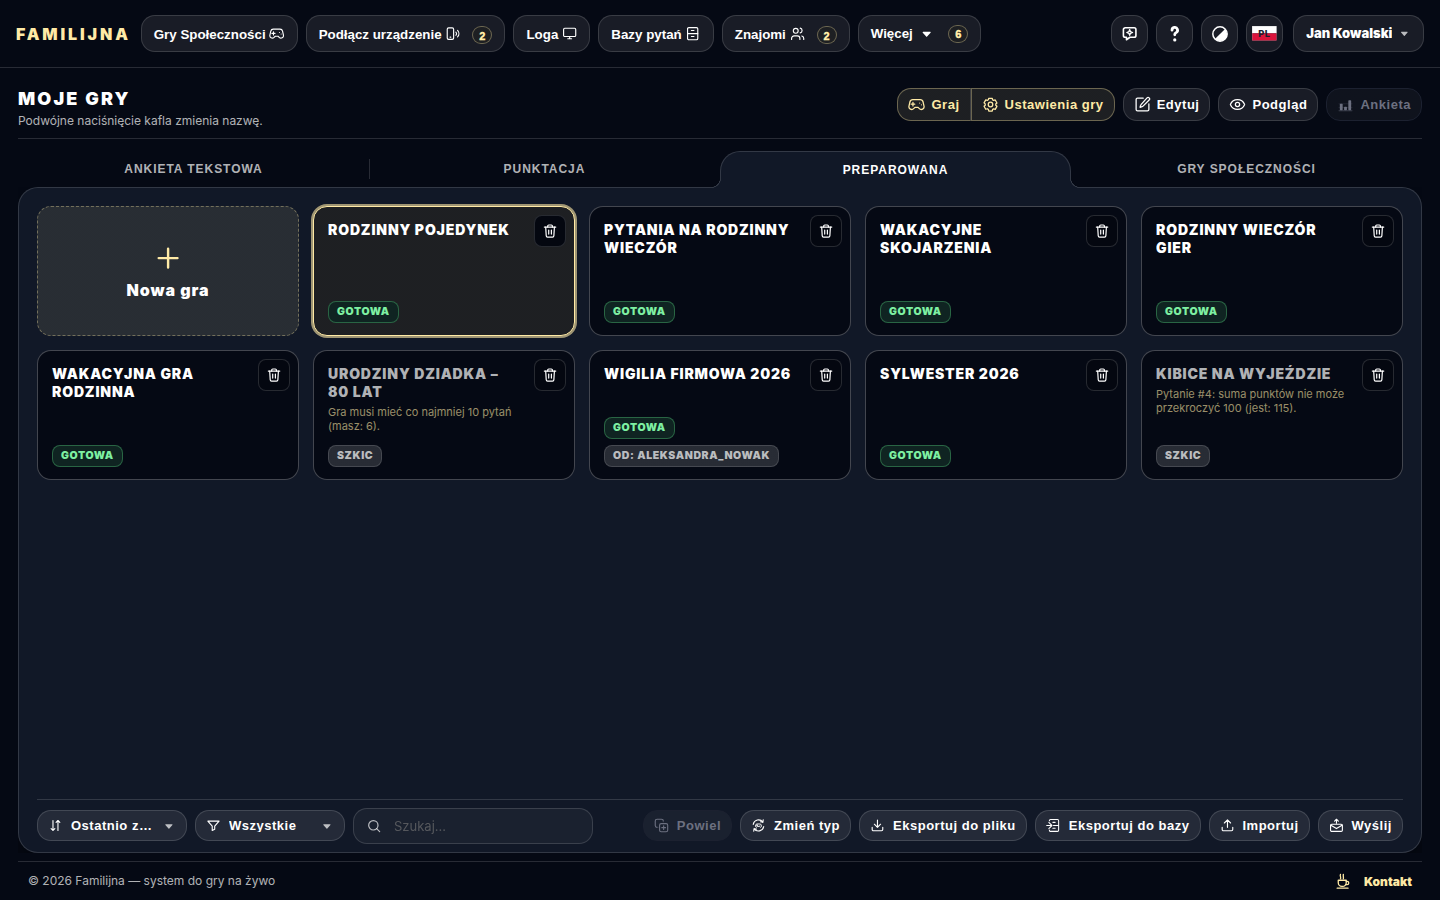 FAMILIJNA
Gry Społeczności
Podłącz urządzenie 2
Loga
Bazy pytań
Znajomi 2
Więcej 6
?
PL
Jan Kowalski
MOJE GRY
Podwójne naciśnięcie kafla zmienia nazwę.
Graj
Ustawienia gry
Edytuj
Podgląd
Ankieta
ANKIETA TEKSTOWA
PUNKTACJA
PREPAROWANA
GRY SPOŁECZNOŚCI
Nowa gra
RODZINNY POJEDYNEK
GOTOWA
PYTANIA NA RODZINNY
WIECZÓR
GOTOWA
WAKACYJNE
SKOJARZENIA
GOTOWA
RODZINNY WIECZÓR
GIER
GOTOWA
WAKACYJNA GRA
RODZINNA
GOTOWA
URODZINY DZIADKA –
80 LAT
Gra musi mieć co najmniej 10 pytań
(masz: 6).
SZKIC
WIGILIA FIRMOWA 2026
GOTOWA
OD: ALEKSANDRA_NOWAK
SYLWESTER 2026
GOTOWA
KIBICE NA WYJEŹDZIE
Pytanie #4: suma punktów nie może
przekroczyć 100 (jest: 115).
SZKIC
Ostatnio z...
Wszystkie
Szukaj...
Powiel
Zmień typ
Eksportuj do pliku
Eksportuj do bazy
Importuj
Wyślij
© 2026 Familijna — system do gry na żywo
Kontakt